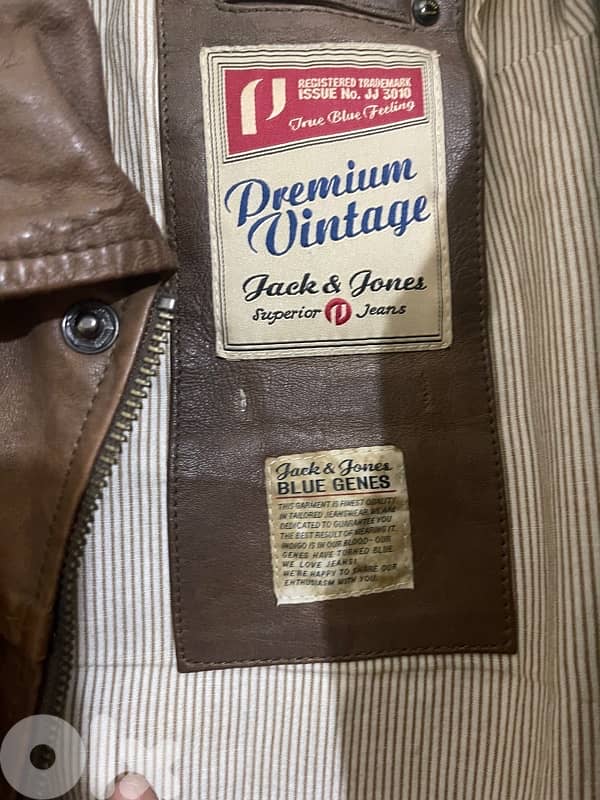 REGISTERED TRADEMARK
ISSUE No. JJ 3010
True Blue Feeling
Premium
Vintage
Jack & Jones
Superior Jeans
Jack & Jones
BLUE GENES
THIS GARMENT IS FINEST QUALITY
IN TAILORED JEANSWEAR. WE ARE
DEDICATED TO GUARANTEE YOU
THE BEST RESULT OF WEARING IT.
INDIGO IS IN OUR BLOOD - OUR
GENES HAVE TURNED BLUE.
WE LOVE JEANS!
WE'RE HAPPY TO SHARE OUR
ENTHUSIASM WITH YOU.
olx